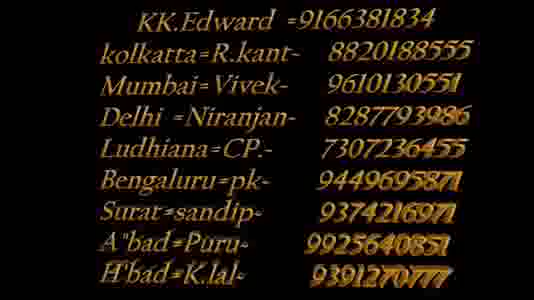 KK.Edward =9166381834
kolkatta=R.kant- 8820188555
Mumbai=Vivek- 9610130551
Delhi =Niranjan- 8287793986
Ludhiana=CP.- 7307236455
Bengaluru=pk- 9449695871
Surat=sandip- 9374216971
A"bad=Puru- 9925640851
H'bad=K.lal- 9391270777